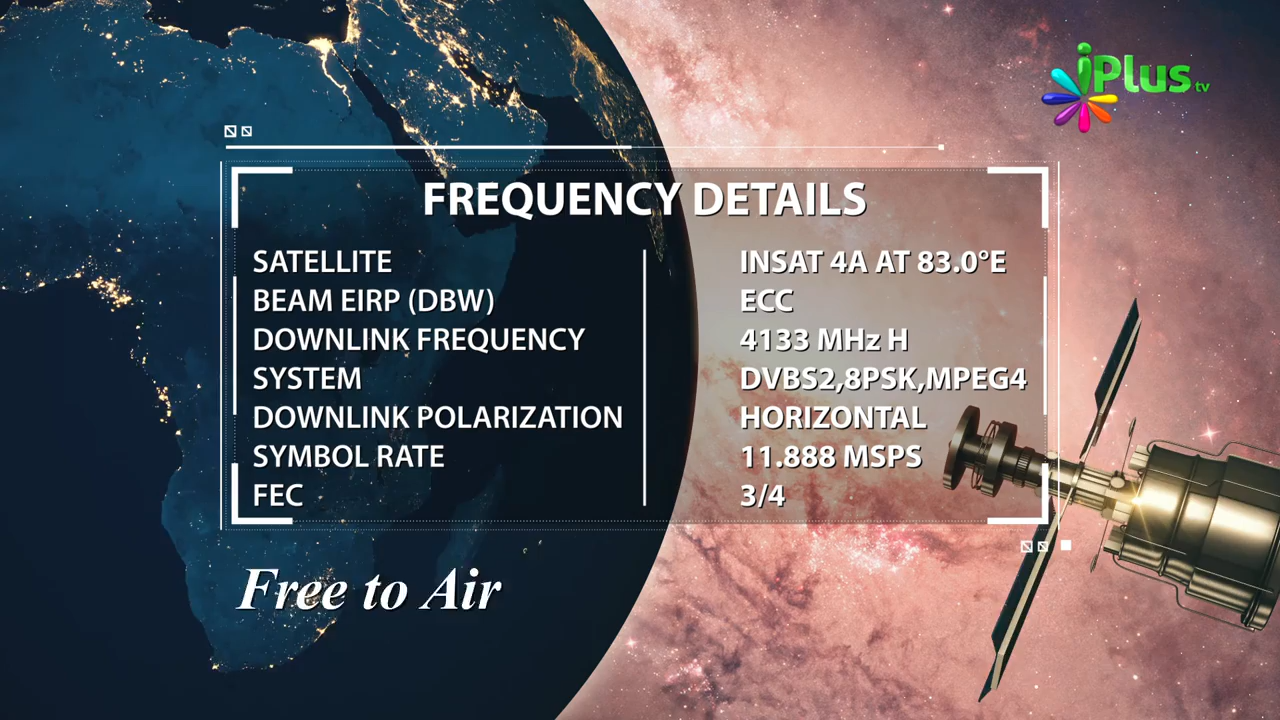 iPlus tv
FREQUENCY DETAILS
SATELLITE INSAT 4A AT 83.0°E
BEAM EIRP (DBW) ECC
DOWNLINK FREQUENCY 4133 MHz H
SYSTEM DVBS2,8PSK,MPEG4
DOWNLINK POLARIZATION HORIZONTAL
SYMBOL RATE 11.888 MSPS
FEC 3/4
Free to Air